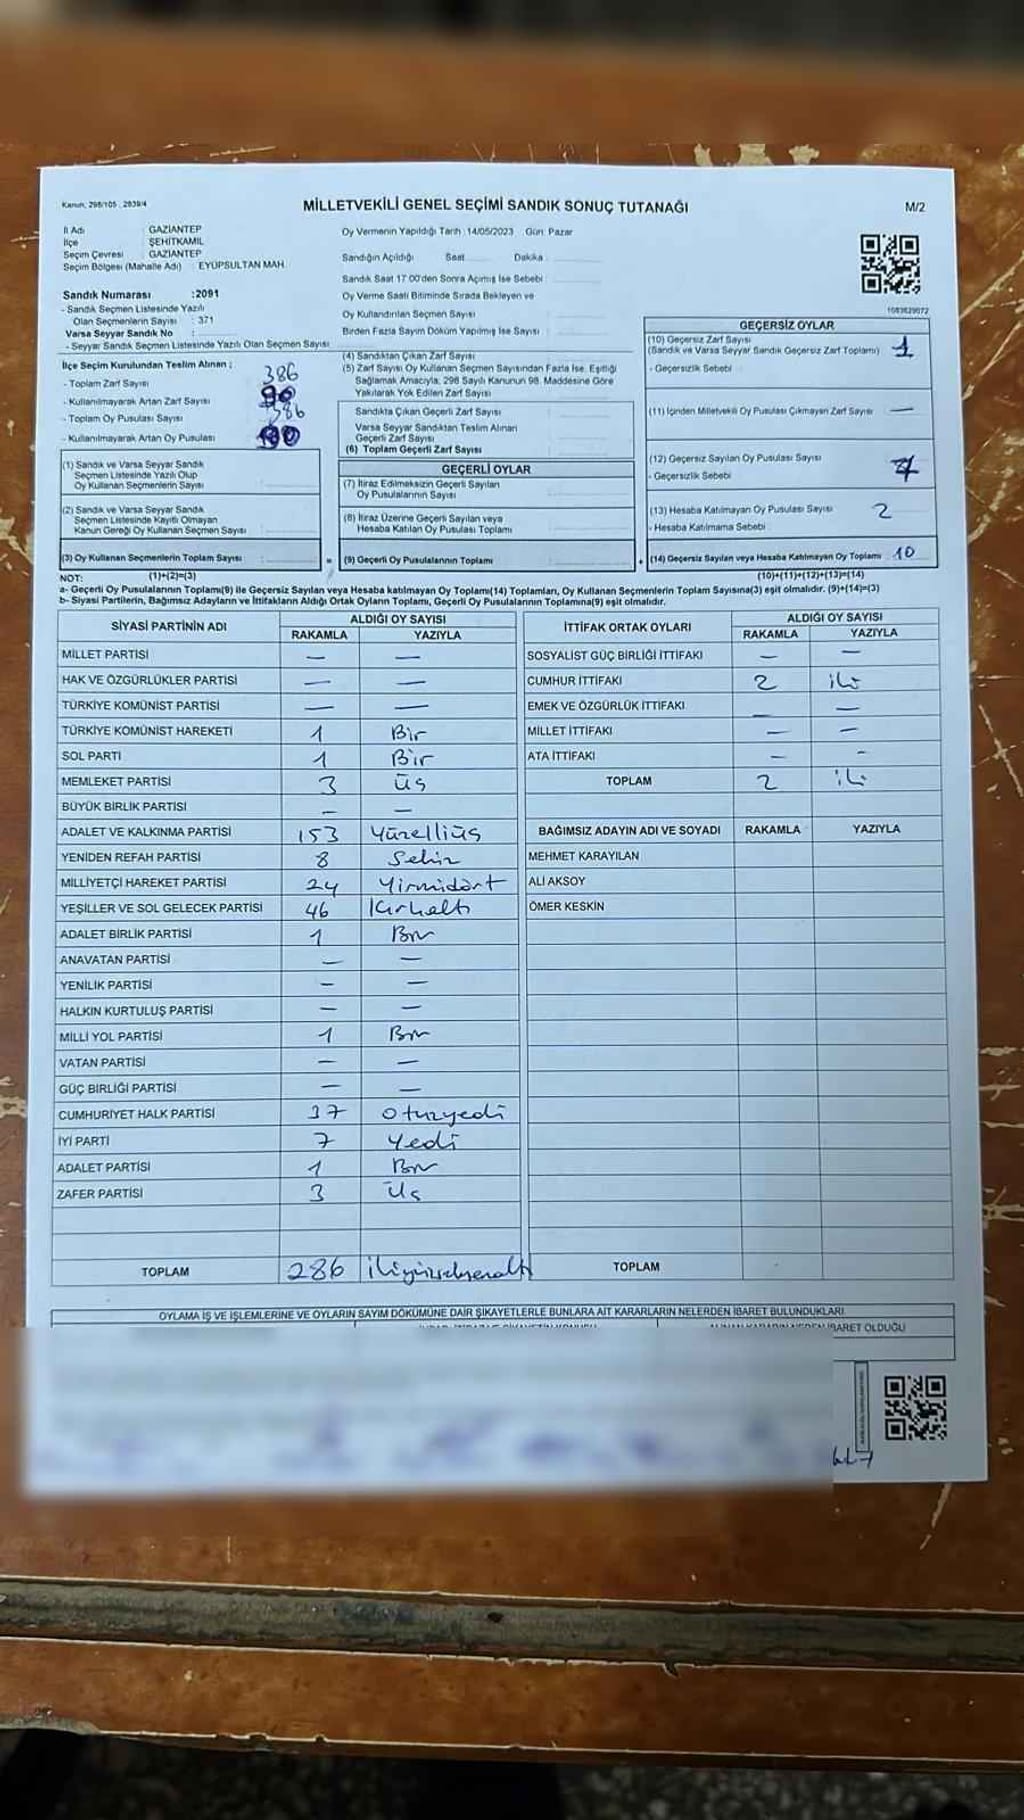 Kanun: 298/105 , 2839/4
MİLLETVEKİLİ GENEL SEÇİMİ SANDIK SONUÇ TUTANAĞI
M/2
İl Adı : GAZİANTEP
İlçe : ŞEHİTKAMİL
Seçim Çevresi : GAZİANTEP
Seçim Bölgesi (Mahalle Adı) : EYÜPSULTAN MAH.
Oy Vermenin Yapıldığı Tarih :14/05/2023 Gün: Pazar
Sandığın Açıldığı Saat Dakika :
Sandık Saat 17:00'den Sonra Açılmış İse Sebebi :
Sandık Numarası :2091
- Sandık Seçmen Listesinde Yazılı
Olan Seçmenlerin Sayısı : 371
Varsa Seyyar Sandık No :
- Seyyar Sandık Seçmen Listesinde Yazılı Olan Seçmen Sayısı
Oy Verme Saati Bitiminde Sırada Bekleyen ve
Oy Kullandırılan Seçmen Sayısı :
Birden Fazla Sayım Döküm Yapılmış İse Sayısı :
İlçe Seçim Kurulundan Teslim Alınan :
- Toplam Zarf Sayısı 386
- Kullanılmayarak Artan Zarf Sayısı
- Toplam Oy Pusulası Sayısı 386
- Kullanılmayarak Artan Oy Pusulası
(4) Sandıktan Çıkan Zarf Sayısı
(5) Zarf Sayısı Oy Kullanan Seçmen Sayısından Fazla İse, Eşitliği
Sağlamak Amacıyla, 298 Sayılı Kanunun 98. Maddesine Göre
Yakılarak Yok Edilen Zarf Sayısı
Sandıkta Çıkan Geçerli Zarf Sayısı
Varsa Seyyar Sandıktan Teslim Alınan
Geçerli Zarf Sayısı
(6) Toplam Geçerli Zarf Sayısı
GEÇERLİ OYLAR
(7) İtiraz Edilmeksizin Geçerli Sayılan
Oy Pusulalarının Sayısı
(8) İtiraz Üzerine Geçerli Sayılan veya
Hesaba Katılan Oy Pusulası Toplamı
(9) Geçerli Oy Pusulalarının Toplamı
(1) Sandık ve Varsa Seyyar Sandık
Seçmen Listesinde Yazılı Olup
Oy Kullanan Seçmenlerin Sayısı
(2) Sandık ve Varsa Seyyar Sandık
Seçmen Listesinde Kayıtlı Olmayan
Kanun Gereği Oy Kullanan Seçmen Sayısı
(3) Oy Kullanan Seçmenlerin Toplam Sayısı :
GEÇERSİZ OYLAR
(10) Geçersiz Zarf Sayısı
(Sandık ve Varsa Seyyar Sandık Geçersiz Zarf Toplamı) 1
- Geçersizlik Sebebi
(11) İçinden Milletvekili Oy Pusulası Çıkmayan Zarf Sayısı —
(12) Geçersiz Sayılan Oy Pusulası Sayısı 7
- Geçersizlik Sebebi
(13) Hesaba Katılmayan Oy Pusulası Sayısı 2
- Hesaba Katılmama Sebebi
(14) Geçersiz Sayılan veya Hesaba Katılmayan Oy Toplamı 10
NOT: (1)+(2)=(3)
(10)+(11)+(12)+(13)=(14)
a- Geçerli Oy Pusulalarının Toplamı(9) ile Geçersiz Sayılan veya Hesaba katılmayan Oy Toplamı(14) Toplamları, Oy Kullanan Seçmenlerin Toplam Sayısına(3) eşit olmalıdır. (9)+(14)=(3)
b- Siyasi Partilerin, Bağımsız Adayların ve İttifakların Aldığı Ortak Oyların Toplamı, Geçerli Oy Pusulalarının Toplamına(9) eşit olmalıdır.
SİYASİ PARTİNİN ADI ALDIĞI OY SAYISI
RAKAMLA YAZIYLA
MİLLET PARTİSİ — —
HAK VE ÖZGÜRLÜKLER PARTİSİ — —
TÜRKİYE KOMÜNİST PARTİSİ — —
TÜRKİYE KOMÜNİST HAREKETİ 1 Bir
SOL PARTİ 1 Bir
MEMLEKET PARTİSİ 3 üç
BÜYÜK BİRLİK PARTİSİ — —
ADALET VE KALKINMA PARTİSİ 153 Yüzelliüç
YENİDEN REFAH PARTİSİ 8 Sekiz
MİLLİYETÇİ HAREKET PARTİSİ 24 Yirmidört
YEŞİLLER VE SOL GELECEK PARTİSİ 46 Kırkaltı
ADALET BİRLİK PARTİSİ 1 Bir
ANAVATAN PARTİSİ — —
YENİLİK PARTİSİ — —
HALKIN KURTULUŞ PARTİSİ — —
MİLLİ YOL PARTİSİ 1 Bir
VATAN PARTİSİ — —
GÜÇ BİRLİĞİ PARTİSİ — —
CUMHURİYET HALK PARTİSİ 37 Otuzyedi
İYİ PARTİ 7 Yedi
ADALET PARTİSİ 1 Bir
ZAFER PARTİSİ 3 Üç
TOPLAM 286 ikiyüzseksenaltı
İTTİFAK ORTAK OYLARI ALDIĞI OY SAYISI
RAKAMLA YAZIYLA
SOSYALİST GÜÇ BİRLİĞİ İTTİFAKI — —
CUMHUR İTTİFAKI 2 iki
EMEK VE ÖZGÜRLÜK İTTİFAKI — —
MİLLET İTTİFAKI — —
ATA İTTİFAKI — —
TOPLAM 2 iki
BAĞIMSIZ ADAYIN ADI VE SOYADI RAKAMLA YAZIYLA
MEHMET KARAYILAN
ALİ AKSOY
ÖMER KESKİN
TOPLAM
OYLAMA İŞ VE İŞLEMLERİNE VE OYLARIN SAYIM DÖKÜMÜNE DAİR ŞİKAYETLERLE BUNLARA AİT KARARLARIN NELERDEN İBARET BULUNDUKLARI